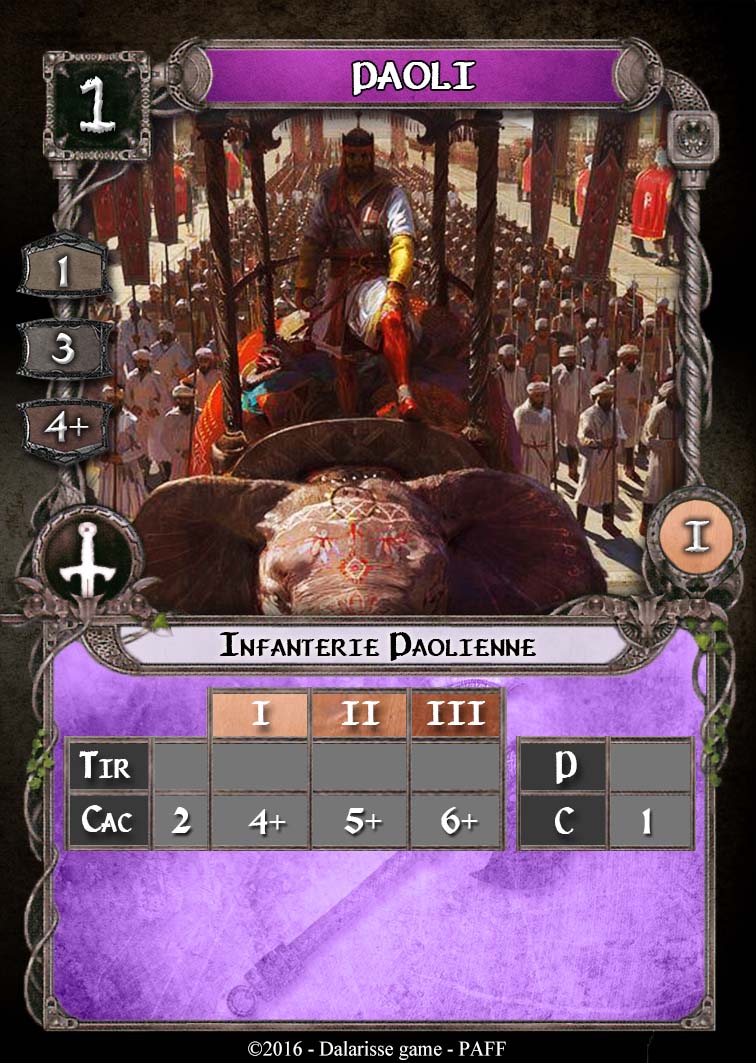 1
PAOLI
1
3
4+
I
Infanterie Paolienne
I II III
Tir P
Cac 2 4+ 5+ 6+ C 1
©2016 - Dalarisse game - PAFF